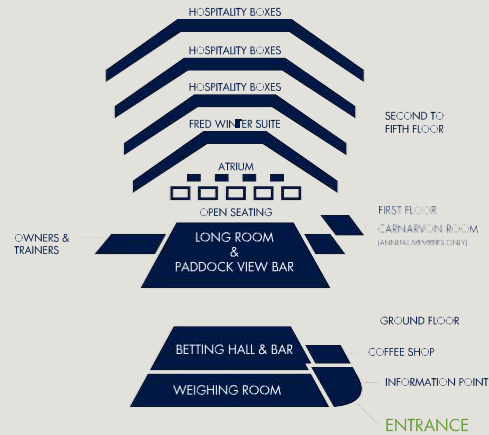 HOSPITALITY BOXES
HOSPITALITY BOXES
HOSPITALITY BOXES
FRED WINTER SUITE
SECOND TO
FIFTH FLOOR
ATRIUM
OPEN SEATING
FIRST FLOOR
CARNARVON ROOM
(ANNUAL MEMBERS ONLY)
OWNERS &
TRAINERS
LONG ROOM
&
PADDOCK VIEW BAR
GROUND FLOOR
BETTING HALL & BAR
COFFEE SHOP
WEIGHING ROOM
INFORMATION POINT
ENTRANCE